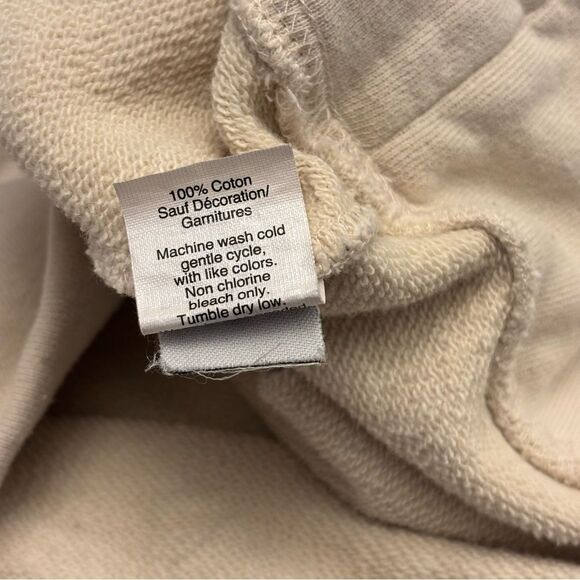 100% Coton
Sauf Décoration/
Garnitures
Machine wash cold
gentle cycle,
with like colors.
Non chlorine
bleach only.
Tumble dry low.